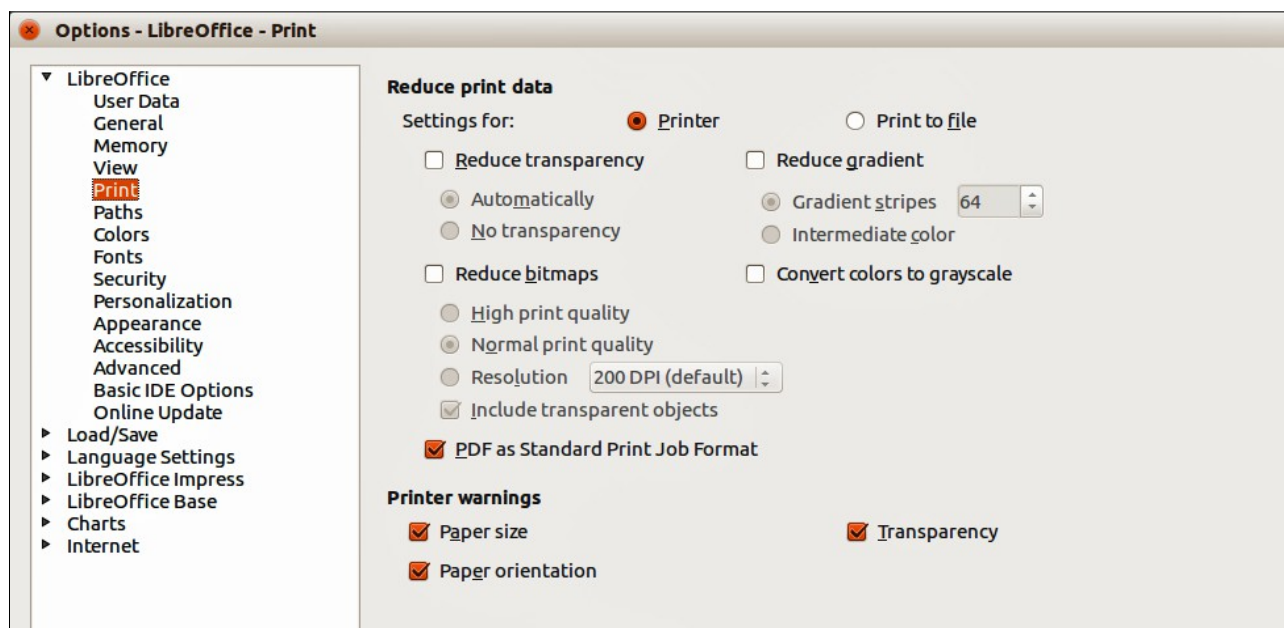 Options - LibreOffice - Print
LibreOffice
User Data
General
Memory
View
Print
Paths
Colors
Fonts
Security
Personalization
Appearance
Accessibility
Advanced
Basic IDE Options
Online Update
Load/Save
Language Settings
LibreOffice Impress
LibreOffice Base
Charts
Internet
Reduce print data
Settings for: Printer Print to file
Reduce transparency Reduce gradient
Automatically Gradient stripes 64
No transparency Intermediate color
Reduce bitmaps Convert colors to grayscale
High print quality
Normal print quality
Resolution 200 DPI (default)
Include transparent objects
PDF as Standard Print Job Format
Printer warnings
Paper size Transparency
Paper orientation